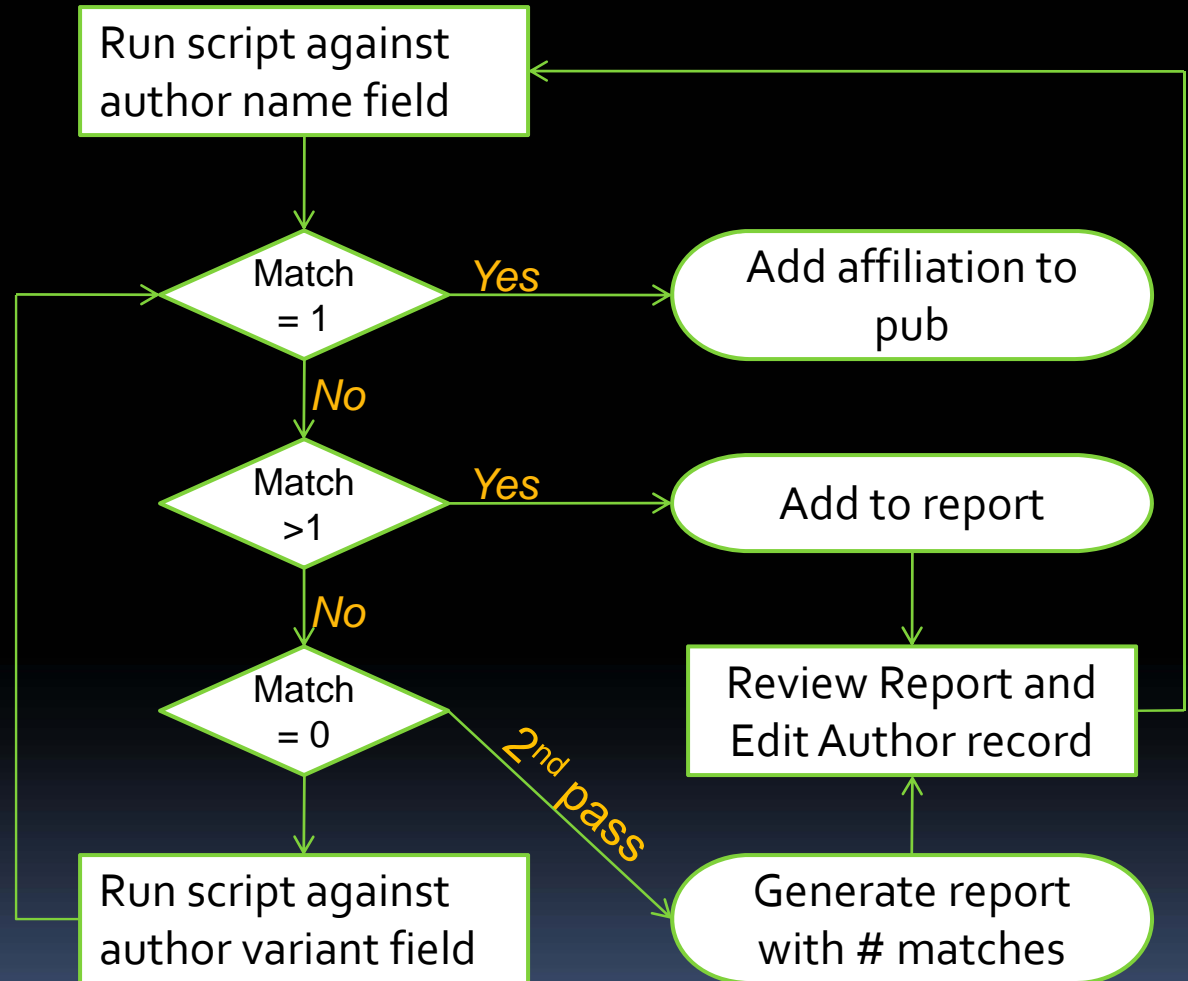 Run script against
author name field
Match
= 1
Yes
Add affiliation to
pub
No
Match
>1
Yes
Add to report
No
Match
= 0
2nd pass
Review Report and
Edit Author record
Run script against
author variant field
Generate report
with # matches